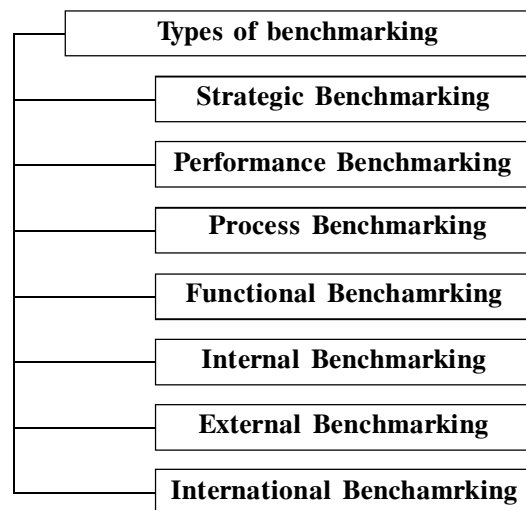 Types of benchmarking
Strategic Benchmarking
Performance Benchmarking
Process Benchmarking
Functional Benchamrking
Internal Benchmarking
External Benchmarking
International Benchamrking